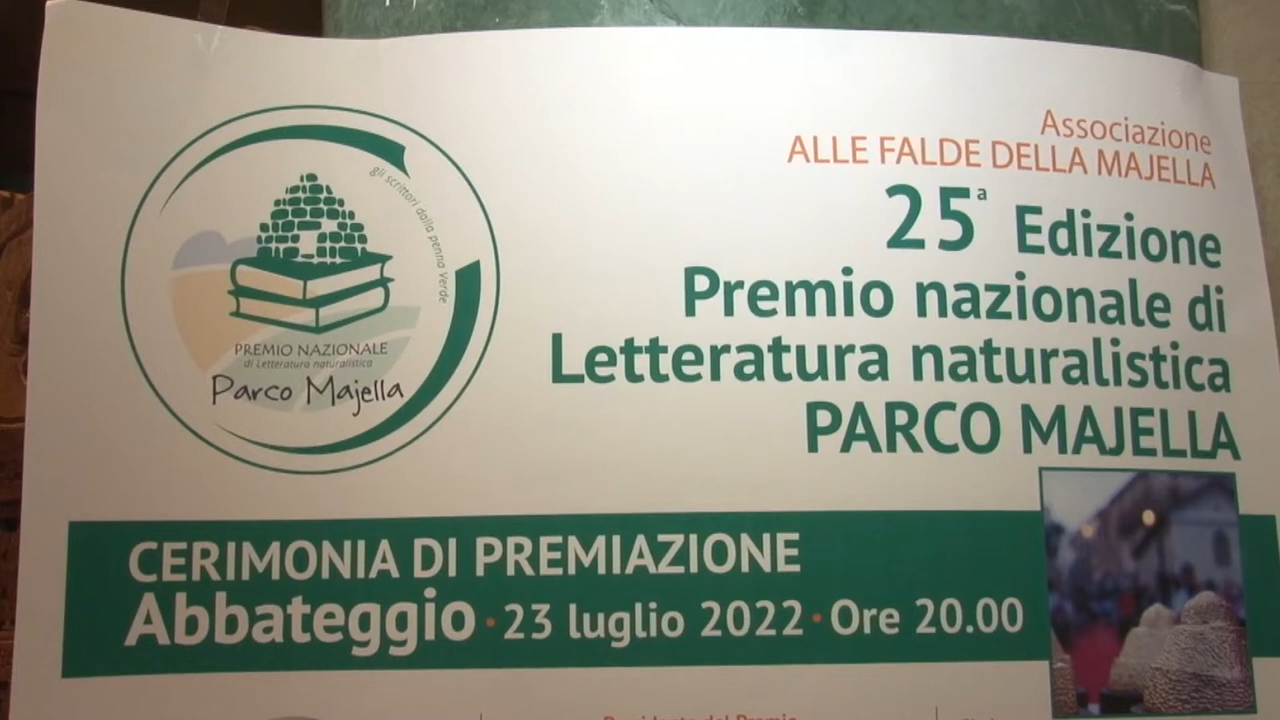 gli scrittori dalla penna Verde
PREMIO NAZIONALE
di Letteratura naturalistica
Parco Majella
Associazione
ALLE FALDE DELLA MAJELLA
25ª Edizione
Premio nazionale di
Letteratura naturalistica
PARCO MAJELLA
CERIMONIA DI PREMIAZIONE
Abbateggio · 23 luglio 2022 · Ore 20.00